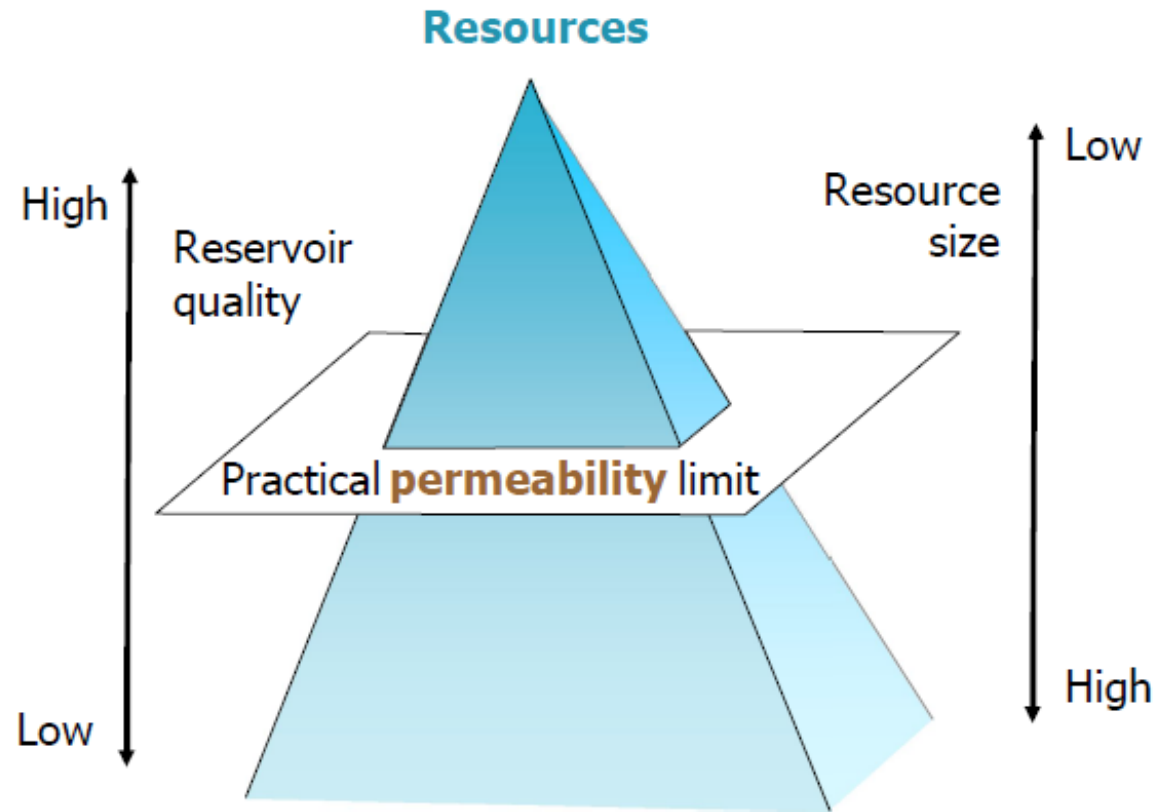 Resources
High
Reservoir
quality
Low
Resource
size
Practical permeability limit
Low
High